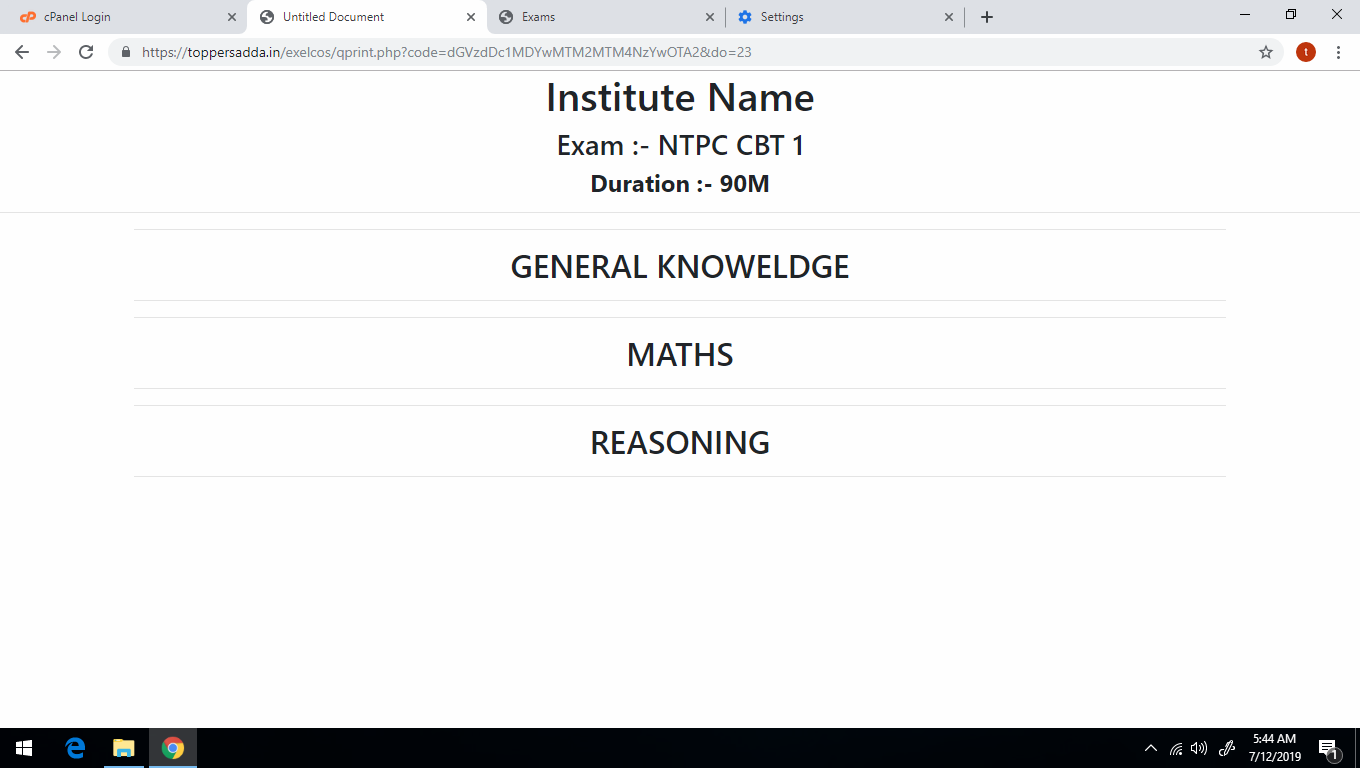 cPanel Login
Untitled Document
Exams
Settings
https://toppersadda.in/exelcos/qprint.php?code=dGVzdDc1MDYwMTM2MTM4NzYwOTA2&do=23
t
Institute Name
Exam :- NTPC CBT 1
Duration :- 90M
GENERAL KNOWELDGE
MATHS
REASONING
5:44 AM
7/12/2019
1